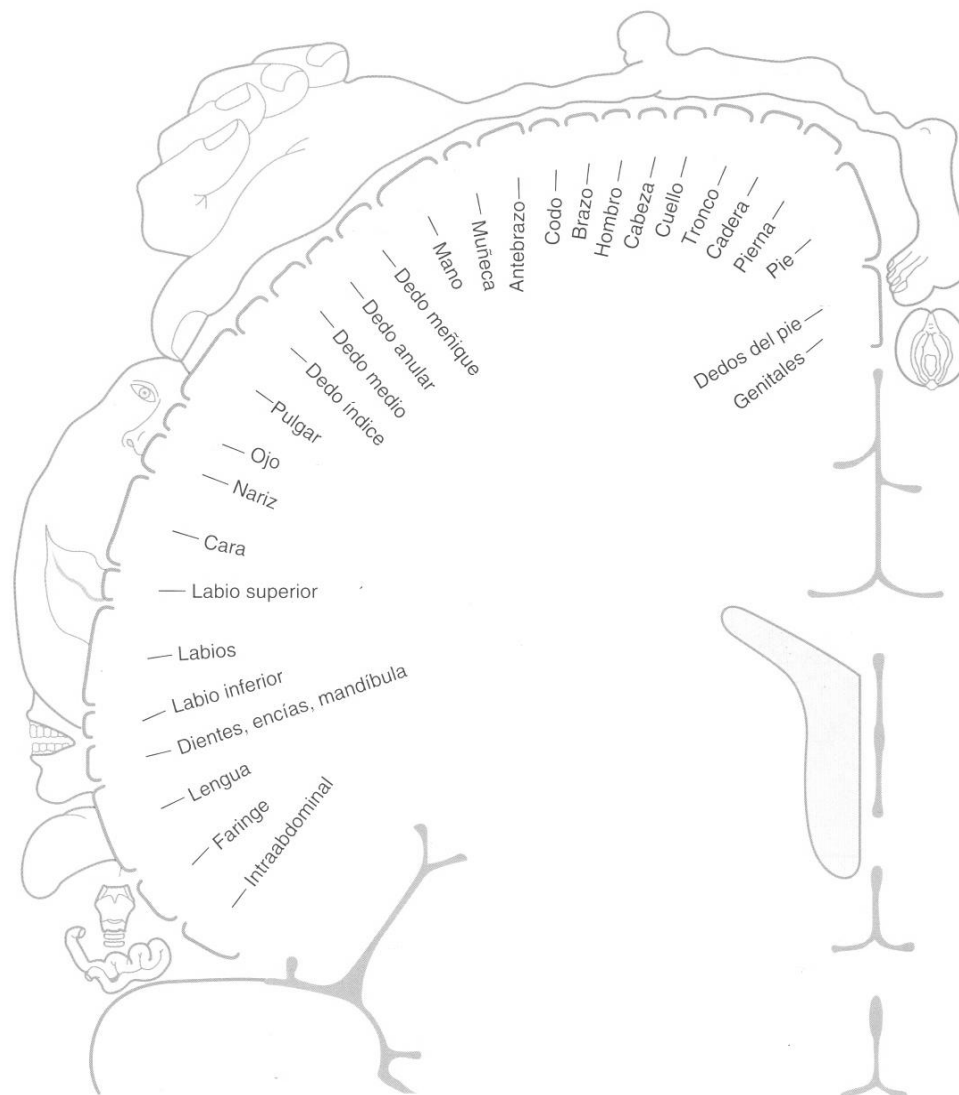 Intraabdominal
Faringe
Lengua
Dientes, encías, mandíbula
Labio inferior
Labios
Labio superior
Cara
Nariz
Ojo
Pulgar
Dedo índice
Dedo medio
Dedo anular
Dedo meñique
Mano
Muñeca
Antebrazo
Codo
Brazo
Hombro
Cabeza
Cuello
Tronco
Cadera
Pierna
Pie
Dedos del pie
Genitales